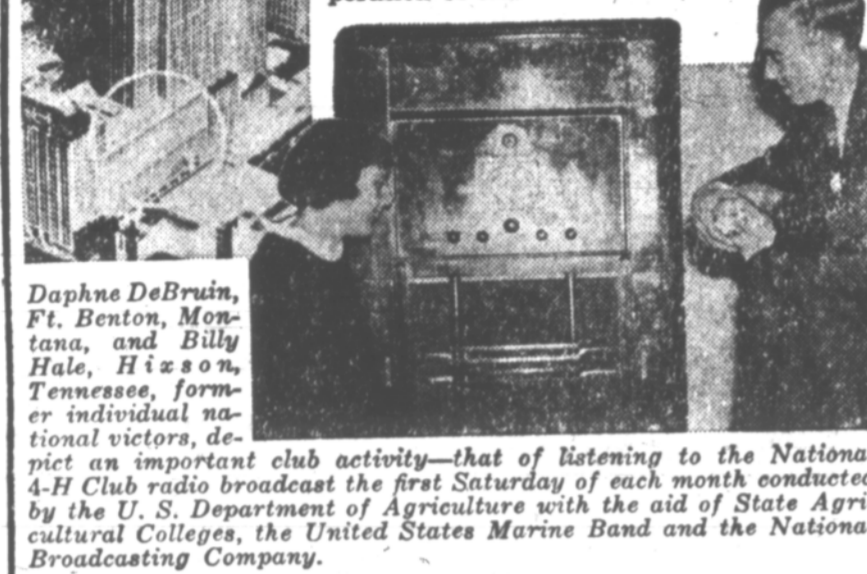 Daphne DeBruin,
Ft. Benton, Mon-
tana, and Billy
Hale, Hixson,
Tennessee, form-
er individual na-
tional victors, de-
pict an important club activity—that of listening to the Nationa
4-H Club radio broadcast the first Saturday of each month conducted
by the U. S. Department of Agriculture with the aid of State Agri
cultural Colleges, the United States Marine Band and the Nationa
Broadcasting Company.